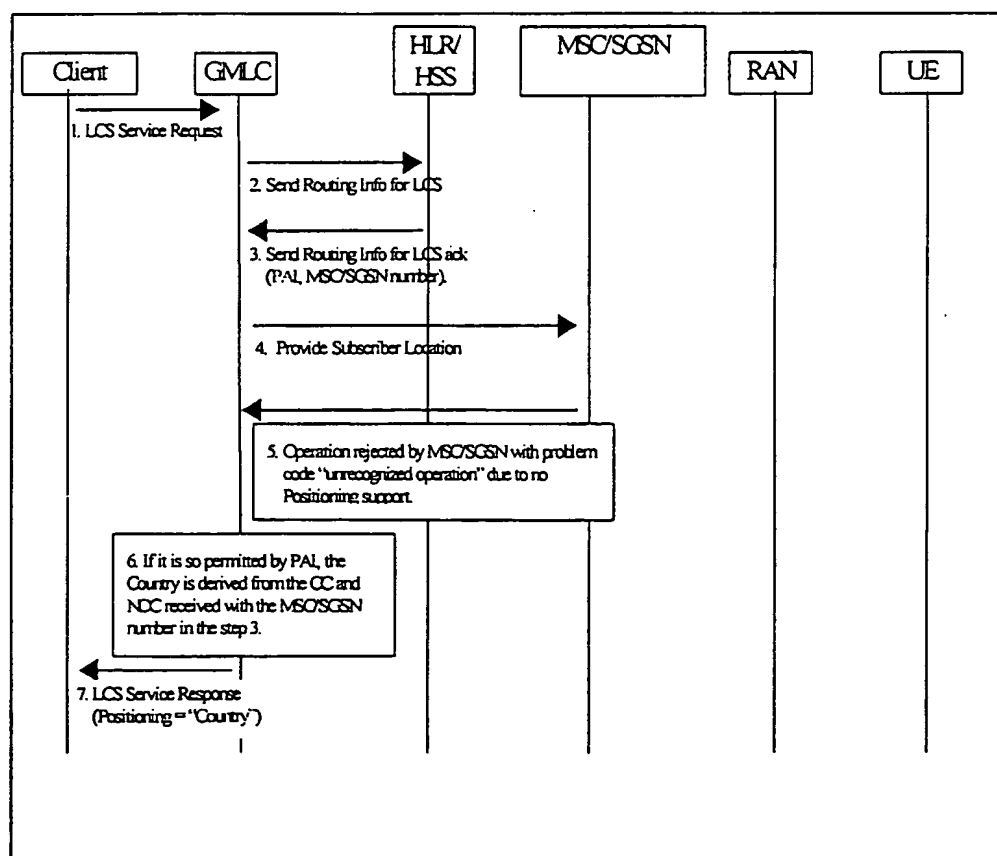 Client
GMLC
HLR/
HSS
MSC/SGSN
RAN
UE
1. LCS Service Request
2. Send Routing Info for LCS
3. Send Routing Info for LCS ack
(PAI, MSC/SGSN number).
4. Provide Subscriber Location
5. Operation rejected by MSC/SGSN with problem
code "unrecognized operation" due to no
Positioning support.
6. If it is so permitted by PAI, the
Country is derived from the CC and
NDC received with the MSC/SGSN
number in the step 3.
7. LCS Service Response
(Positioning = "Country")